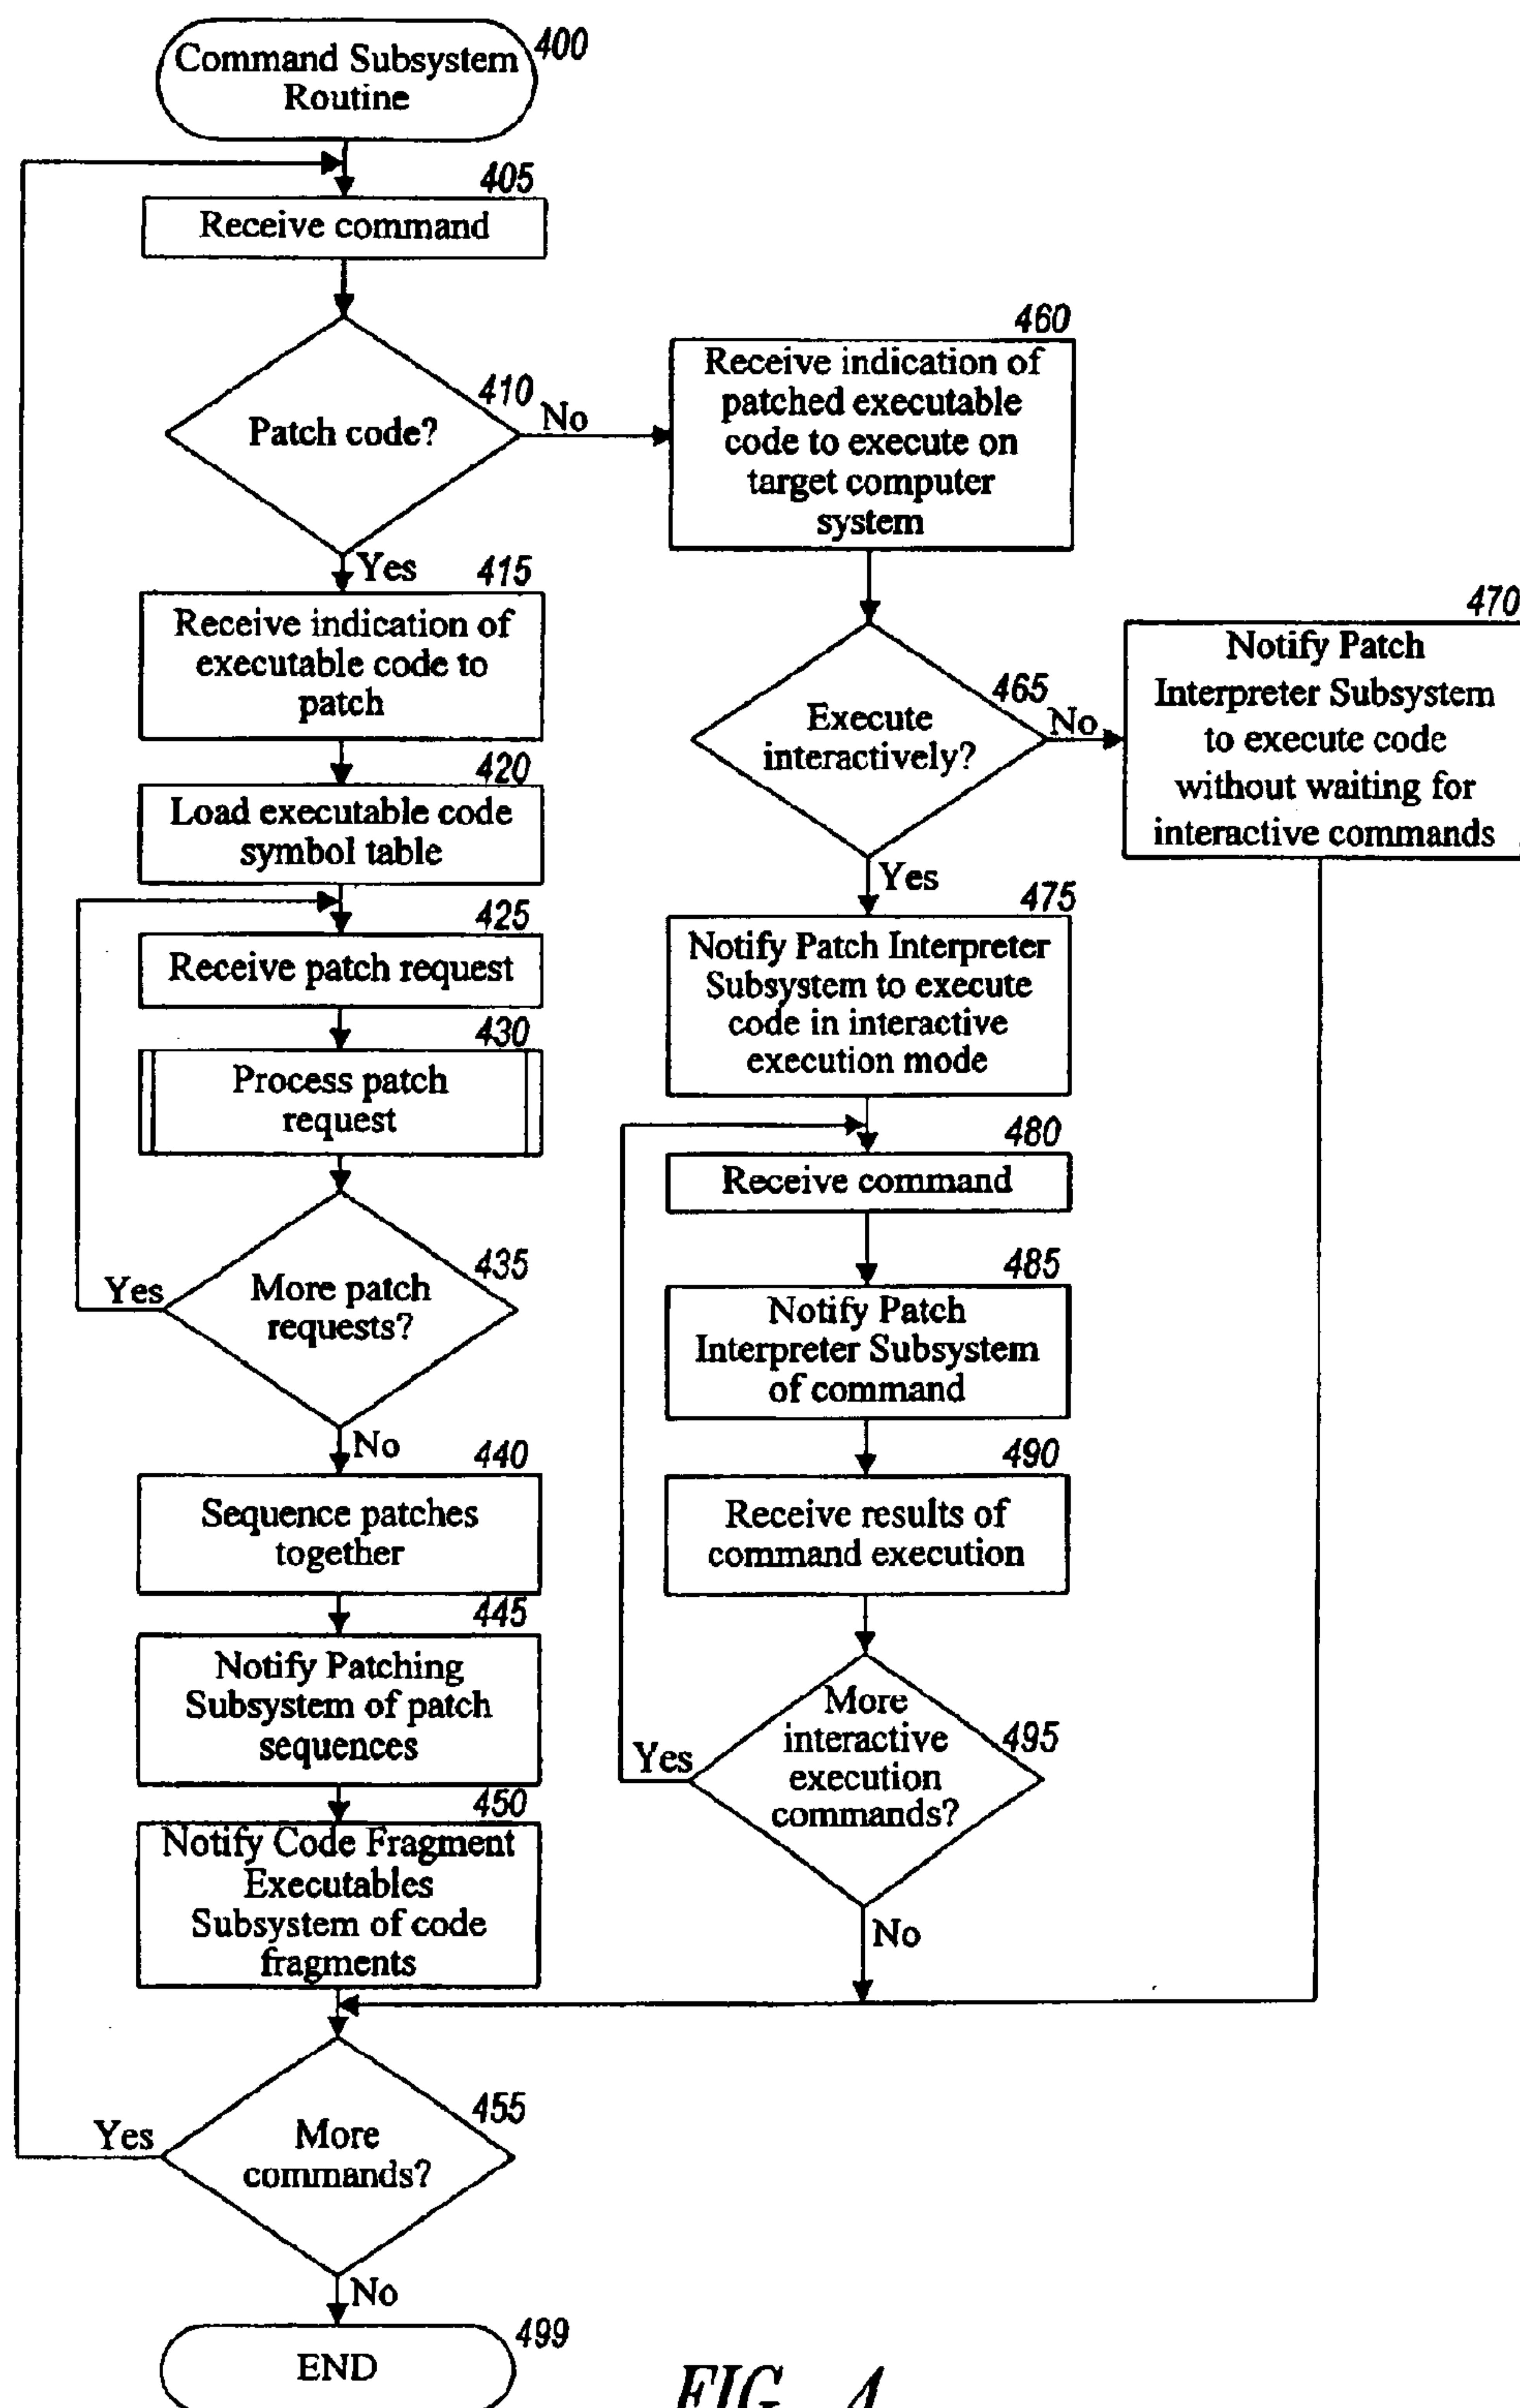 Command Subsystem
Routine
400
405
Receive command
410
Patch code?
No
Yes
415
Receive indication of
executable code to
patch
420
Load executable code
symbol table
425
Receive patch request
430
Process patch
request
435
More patch
requests?
Yes
No
440
Sequence patches
together
445
Notify Patching
Subsystem of patch
sequences
450
Notify Code Fragment
Executables
Subsystem of code
fragments
455
More
commands?
Yes
No
499
END
460
Receive indication of
patched executable
code to execute on
target computer
system
465
Execute
interactively?
No
Yes
470
Notify Patch
Interpreter Subsystem
to execute code
without waiting for
interactive commands
475
Notify Patch Interpreter
Subsystem to execute
code in interactive
execution mode
480
Receive command
485
Notify Patch
Interpreter Subsystem
of command
490
Receive results of
command execution
495
More
interactive
execution
commands?
Yes
No
FIG. 4